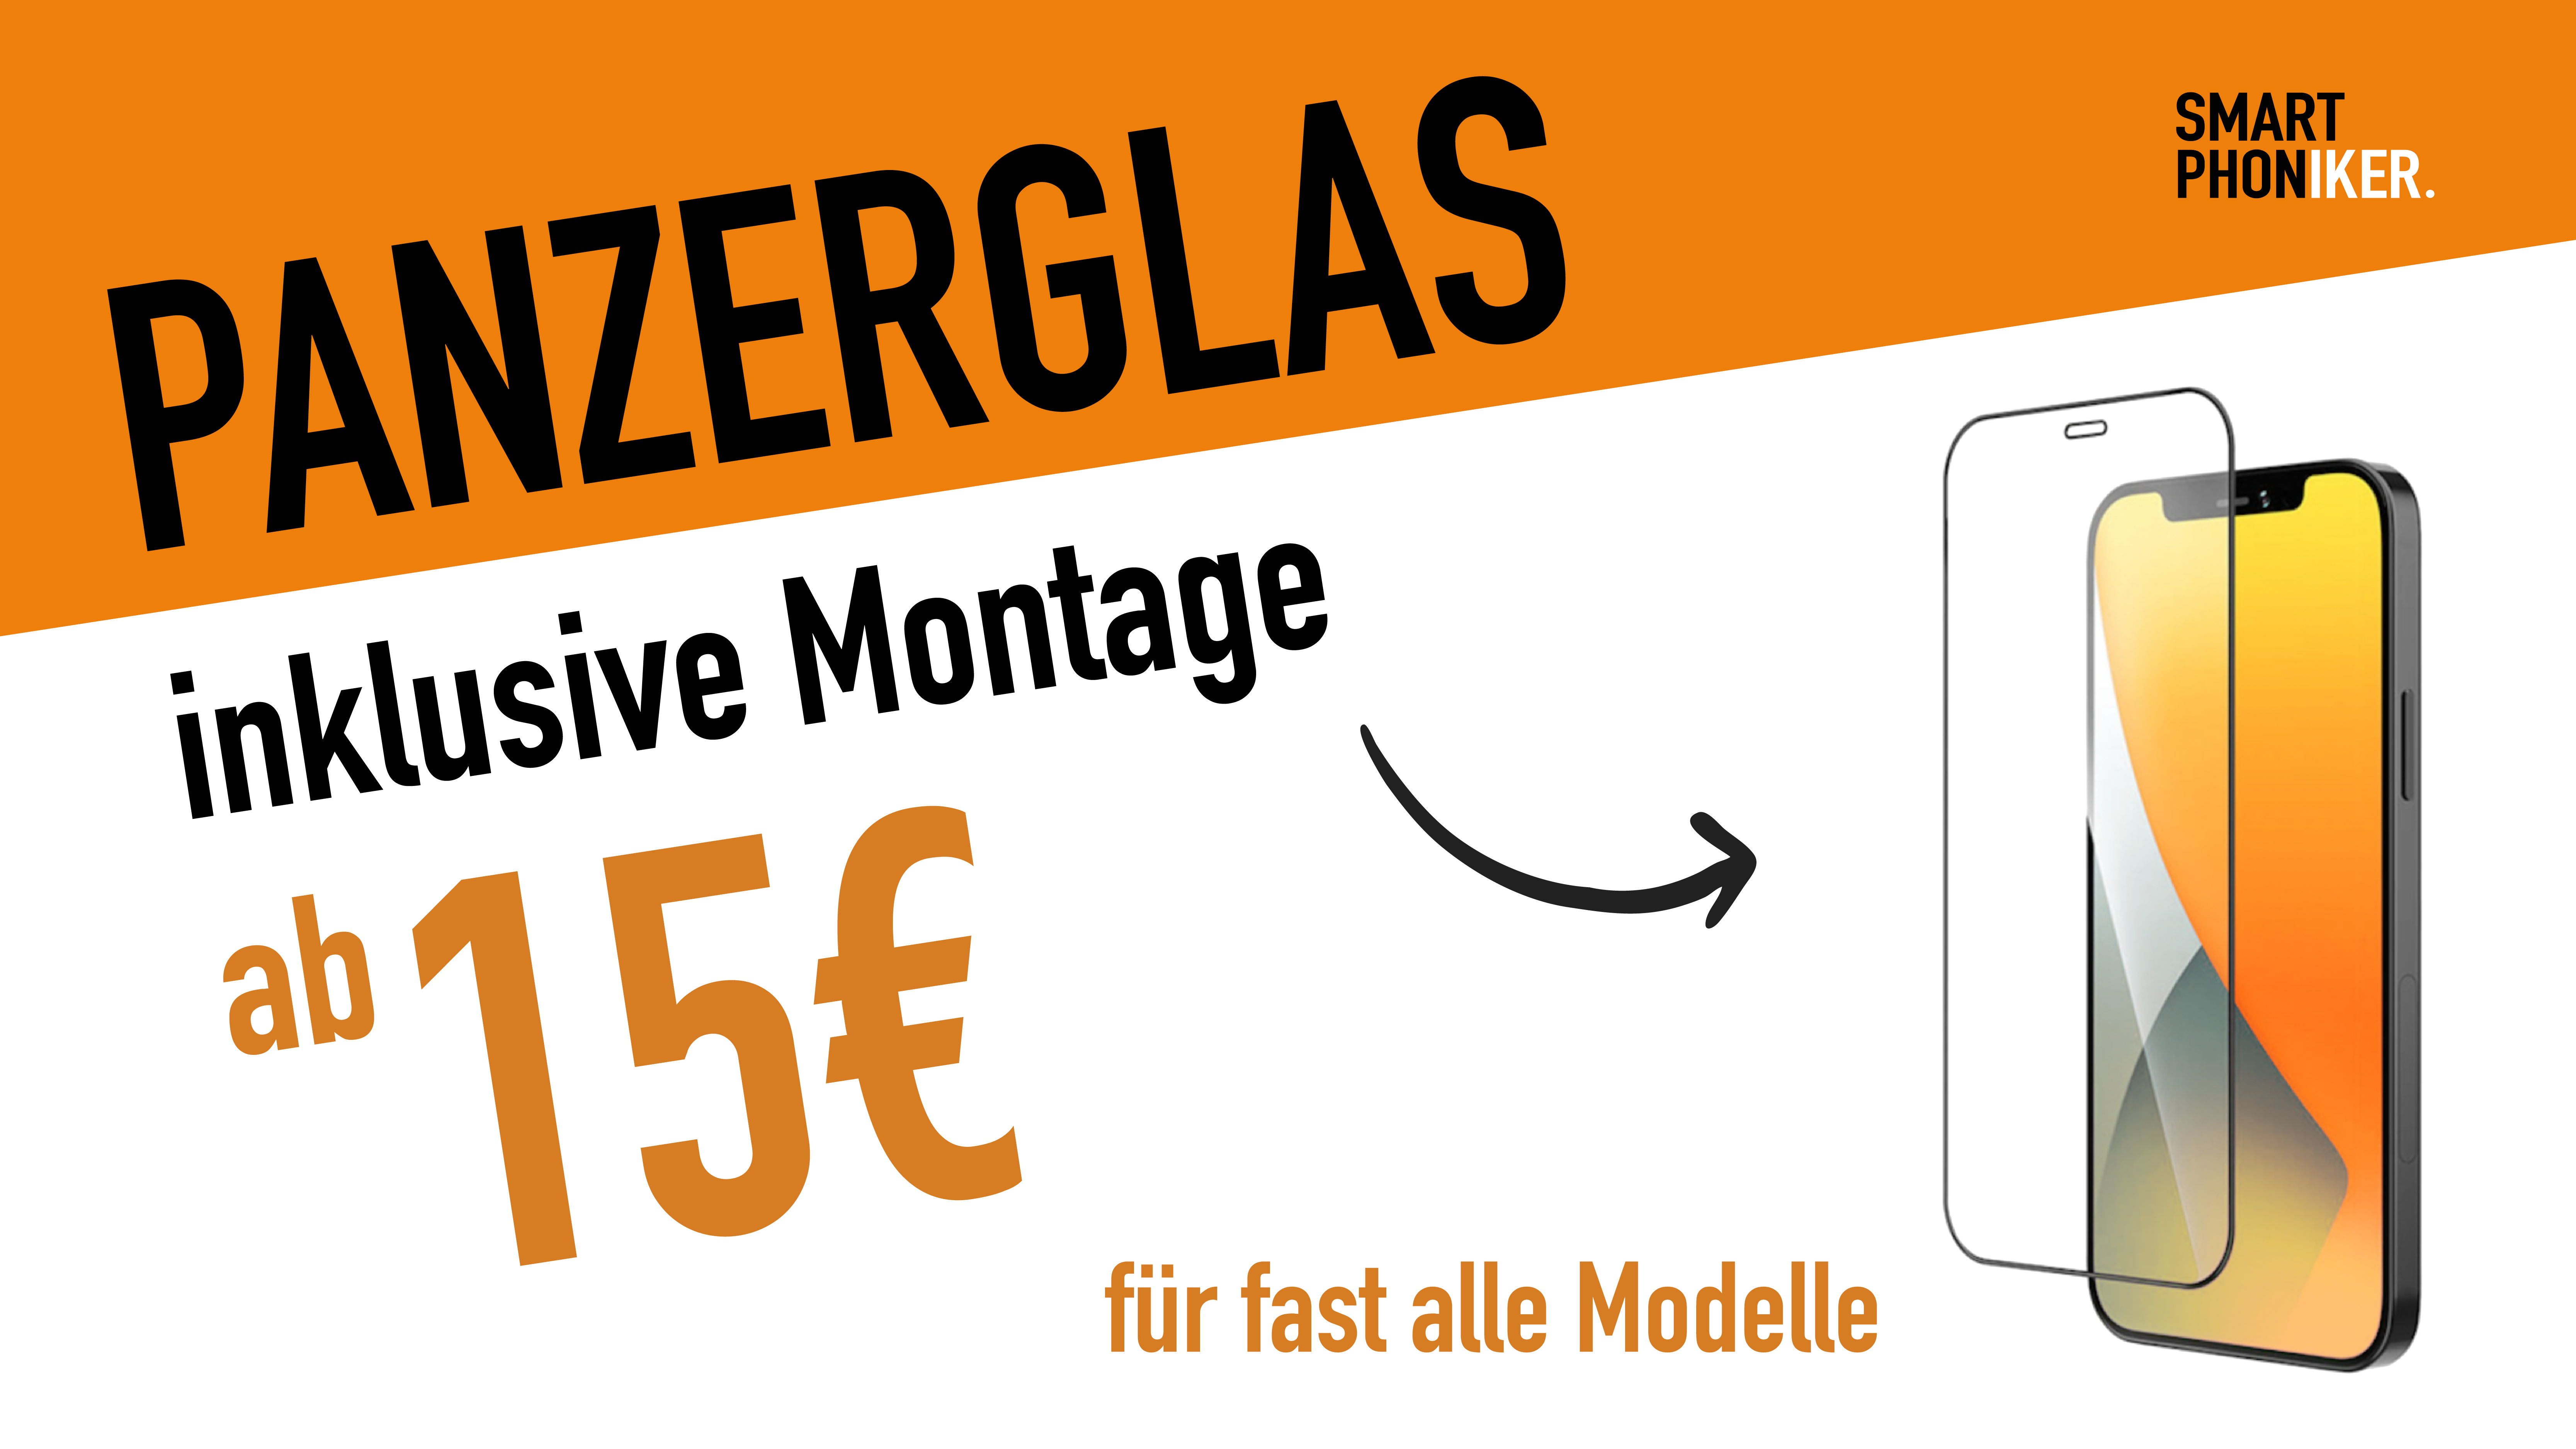 SMART
PHONIKER.
PANZERGLAS
inklusive Montage
ab 15€
für fast alle Modelle